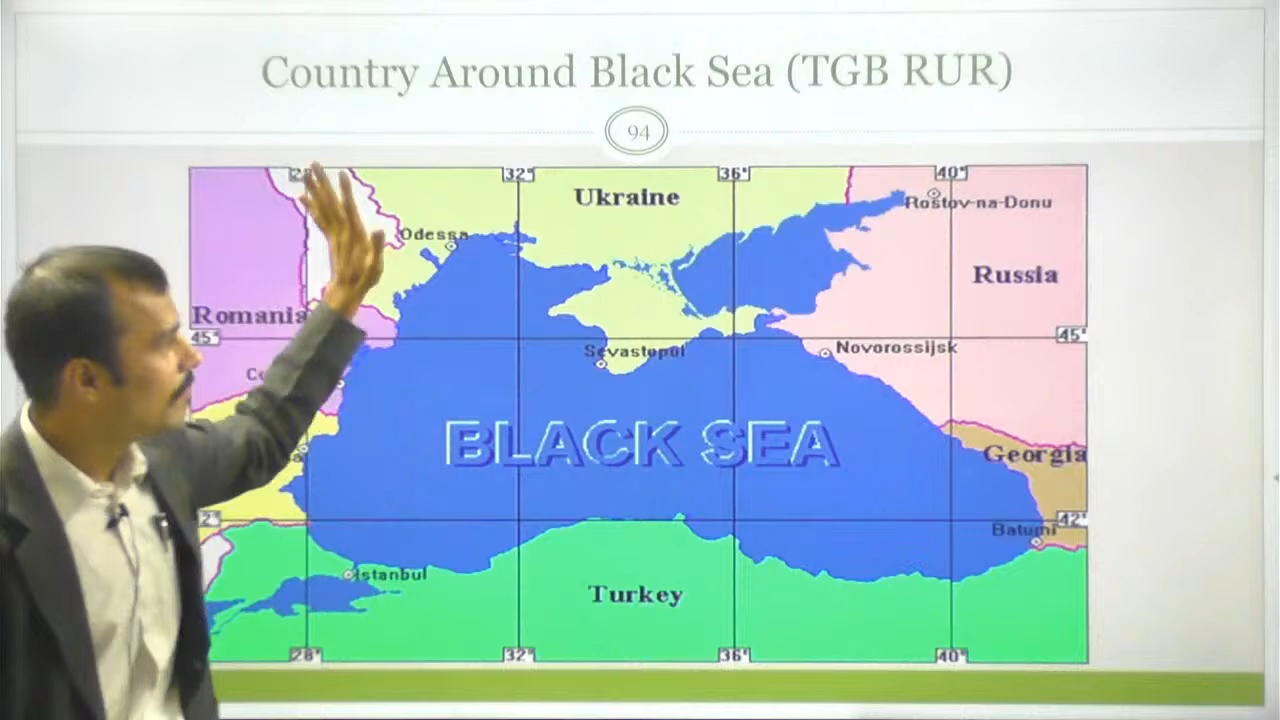 Country Around Black Sea (TGB RUR)
94
32°
36°
40°
Ukraine
Rostov-na-Donu
Odessa
Russia
Romania
45°
45°
Sevastopol
Novorossijsk
BLACK SEA
Georgia
42°
Batumi
Istanbul
Turkey
28°
32°
36°
40°